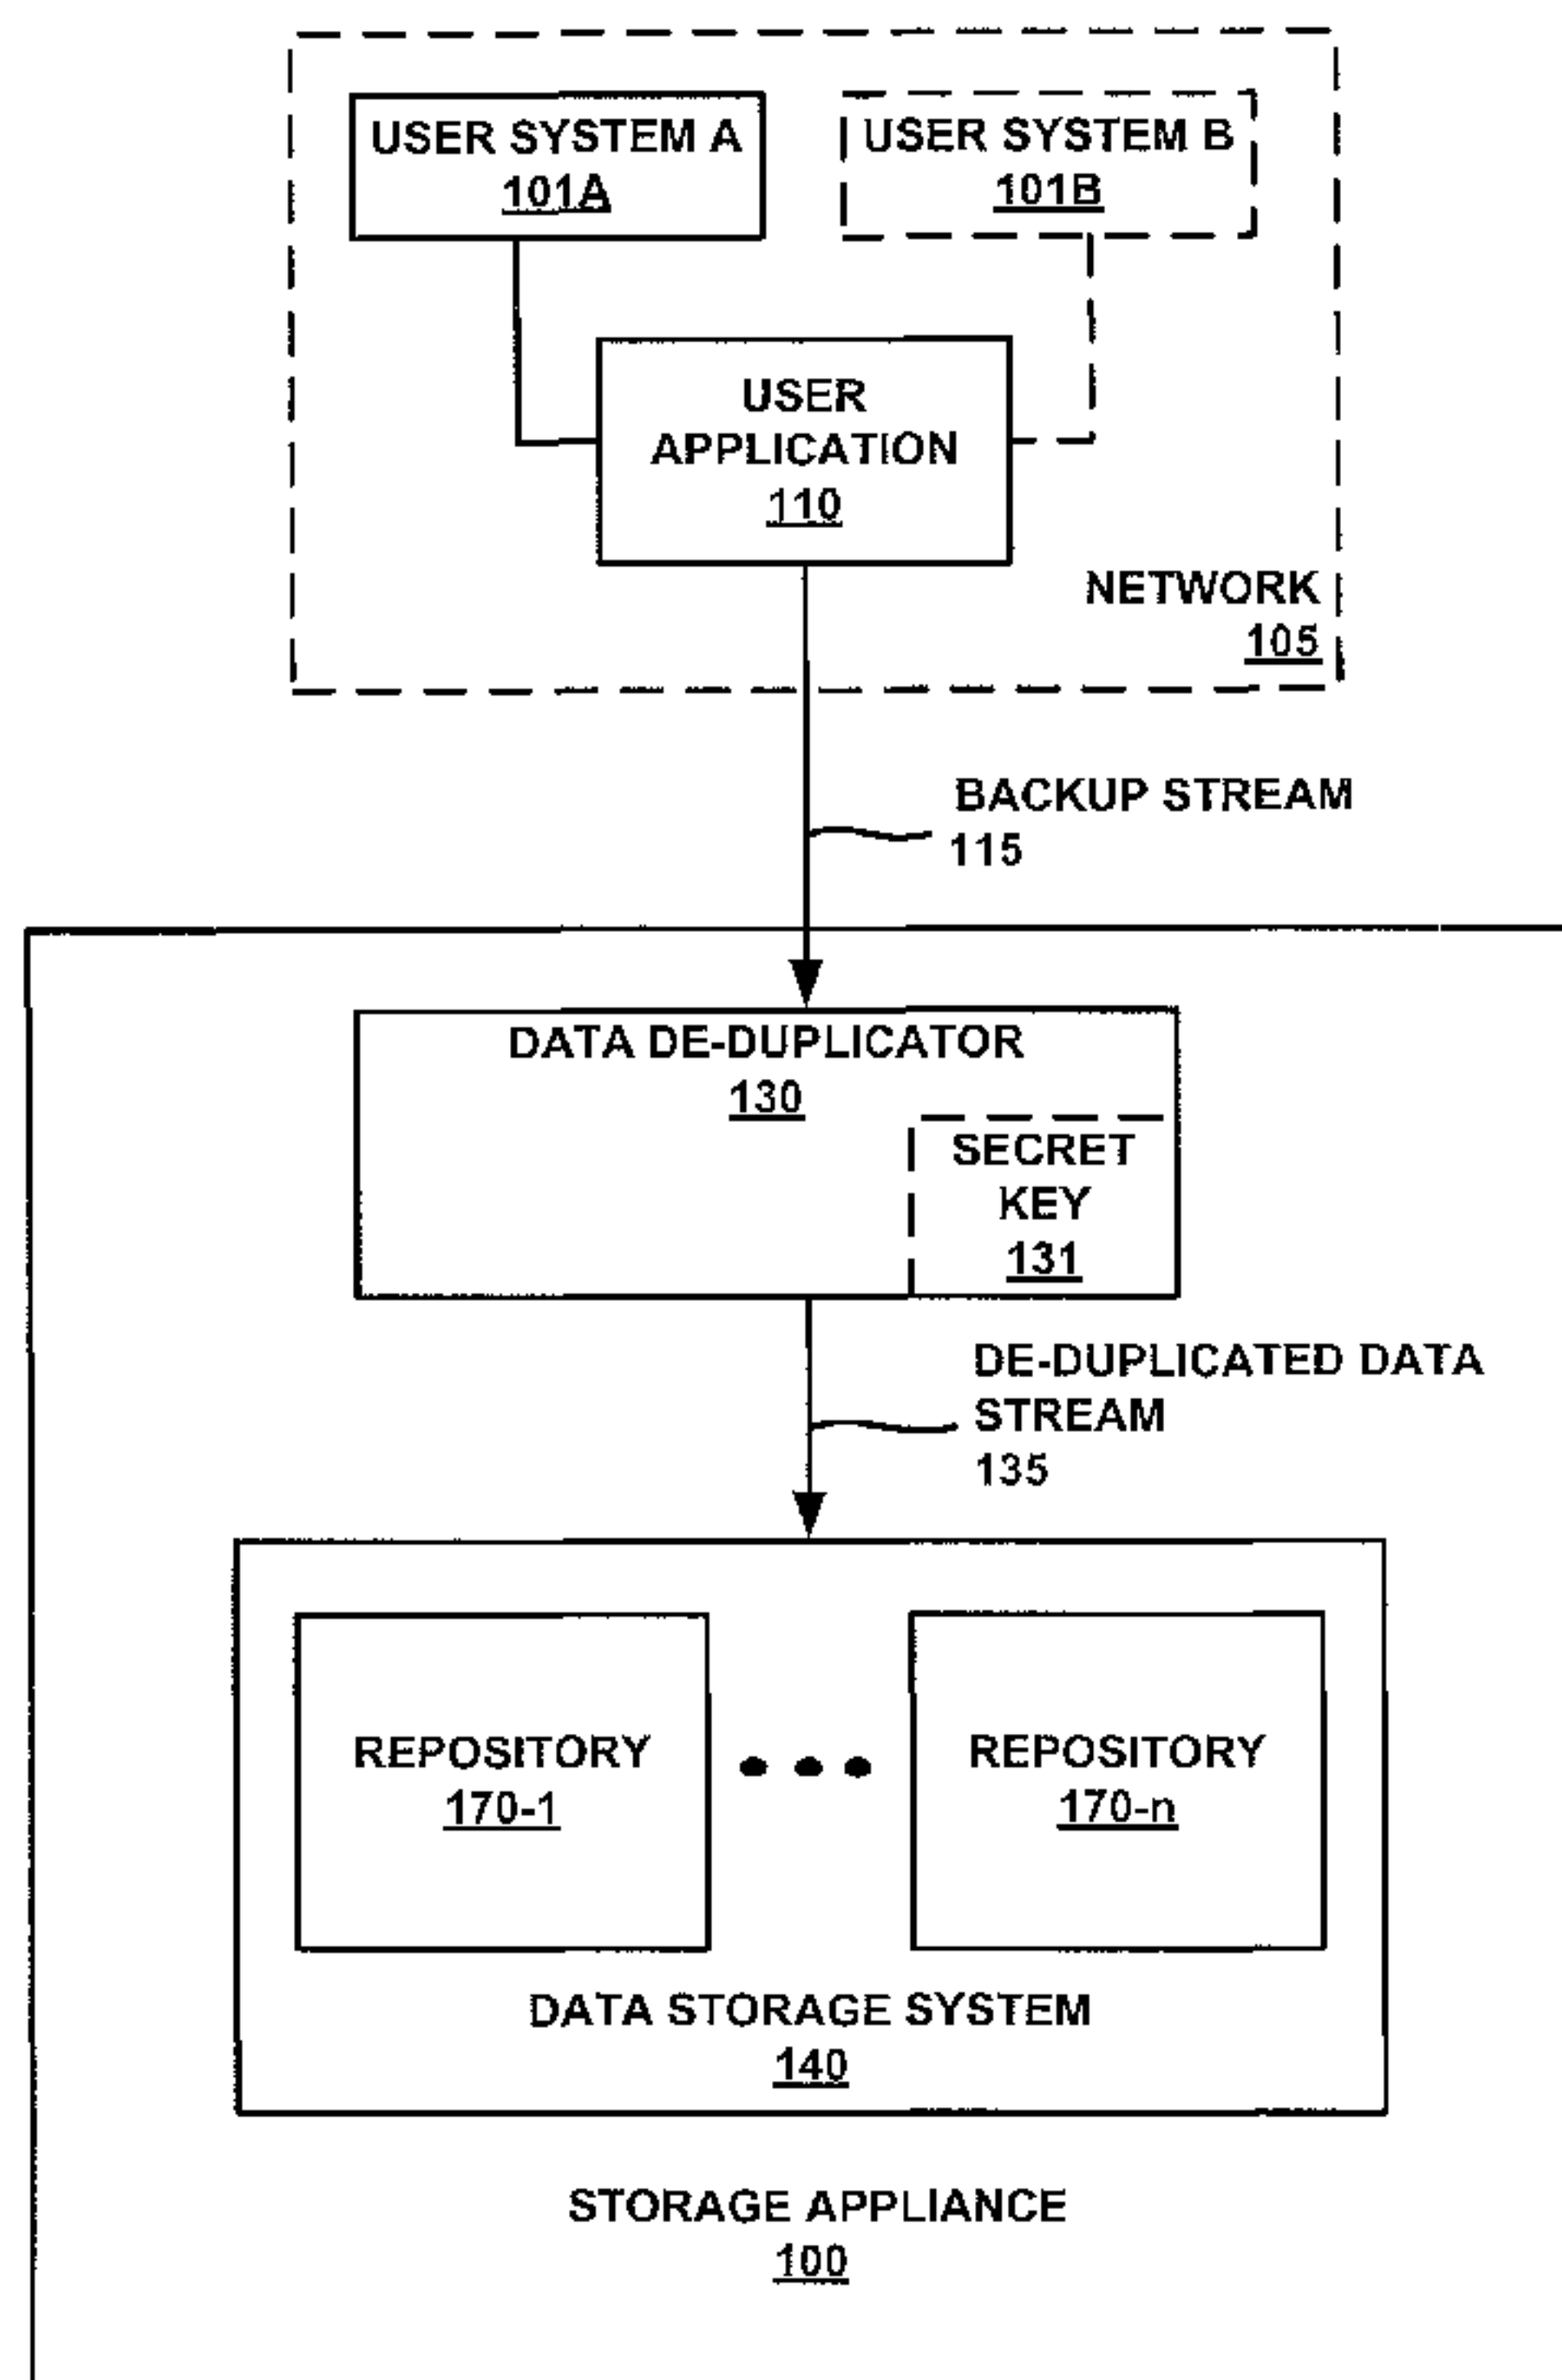 USER SYSTEM A
101A
USER SYSTEM B
101B
USER
APPLICATION
110
NETWORK
105
BACKUP STREAM
115
DATA DE-DUPLICATOR
130
SECRET
KEY
131
DE-DUPLICATED DATA
STREAM
135
REPOSITORY
170-1
REPOSITORY
170-n
DATA STORAGE SYSTEM
140
STORAGE APPLIANCE
100